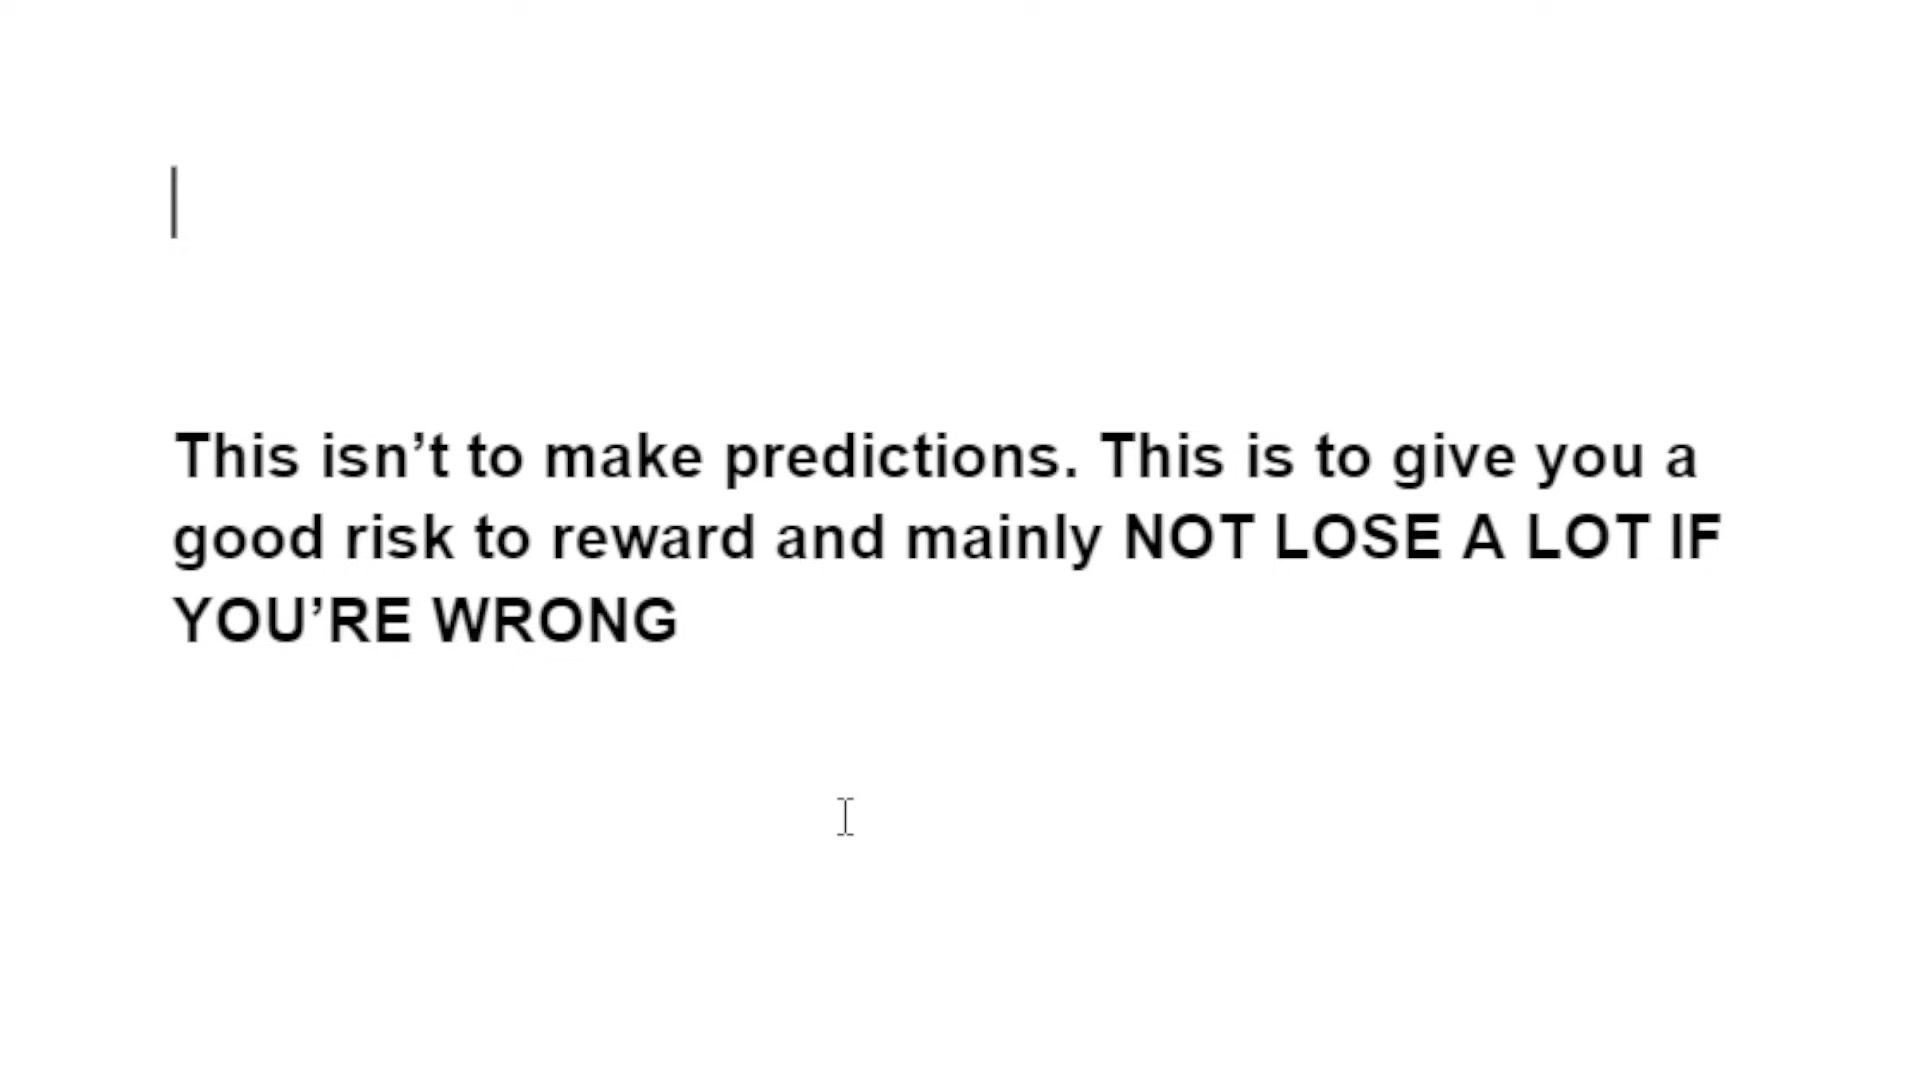 This isn’t to make predictions. This is to give you a
good risk to reward and mainly NOT LOSE A LOT IF
YOU’RE WRONG